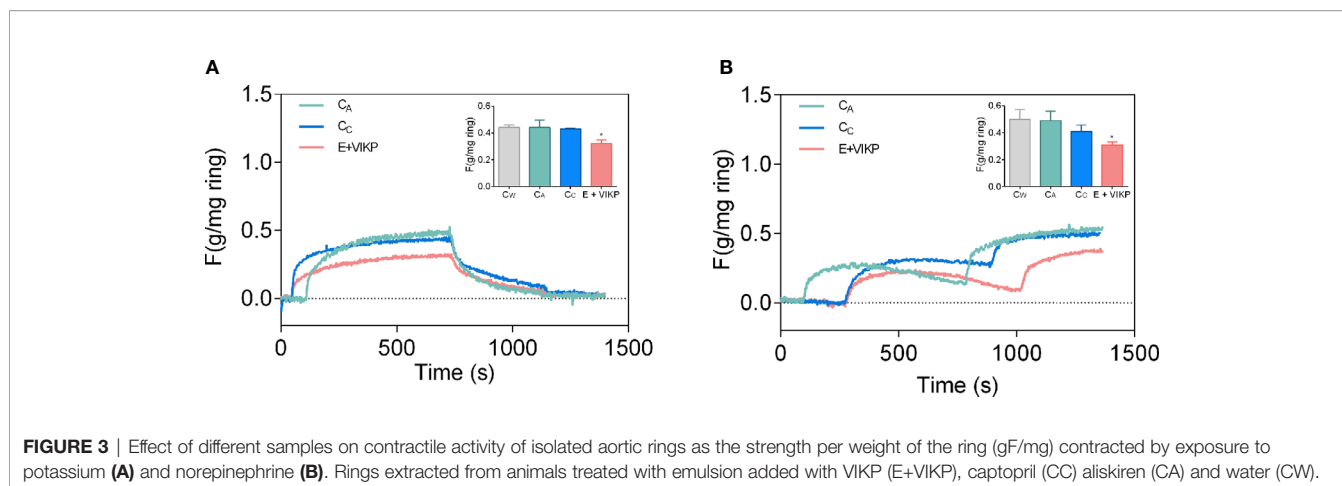 A
1.5
1.0
0.5
0.0
F(g/mg ring)
0
500
1000
1500
Time (s)
CA
CC
E+VIKP
0.6
0.4
0.2
0.0
F(g/mg ring)
*
CW
CA
CC
E + VIKP
B
1.5
1.0
0.5
0.0
F(g/mg ring)
0
500
1000
1500
Time (s)
CA
CC
E+VIKP
0.6
0.4
0.2
0.0
F(g/mg ring)
*
CW
CA
CC
E + VIKP
FIGURE 3 | Effect of different samples on contractile activity of isolated aortic rings as the strength per weight of the ring (gF/mg) contracted by exposure to
potassium (A) and norepinephrine (B). Rings extracted from animals treated with emulsion added with VIKP (E+VIKP), captopril (CC) aliskiren (CA) and water (CW).